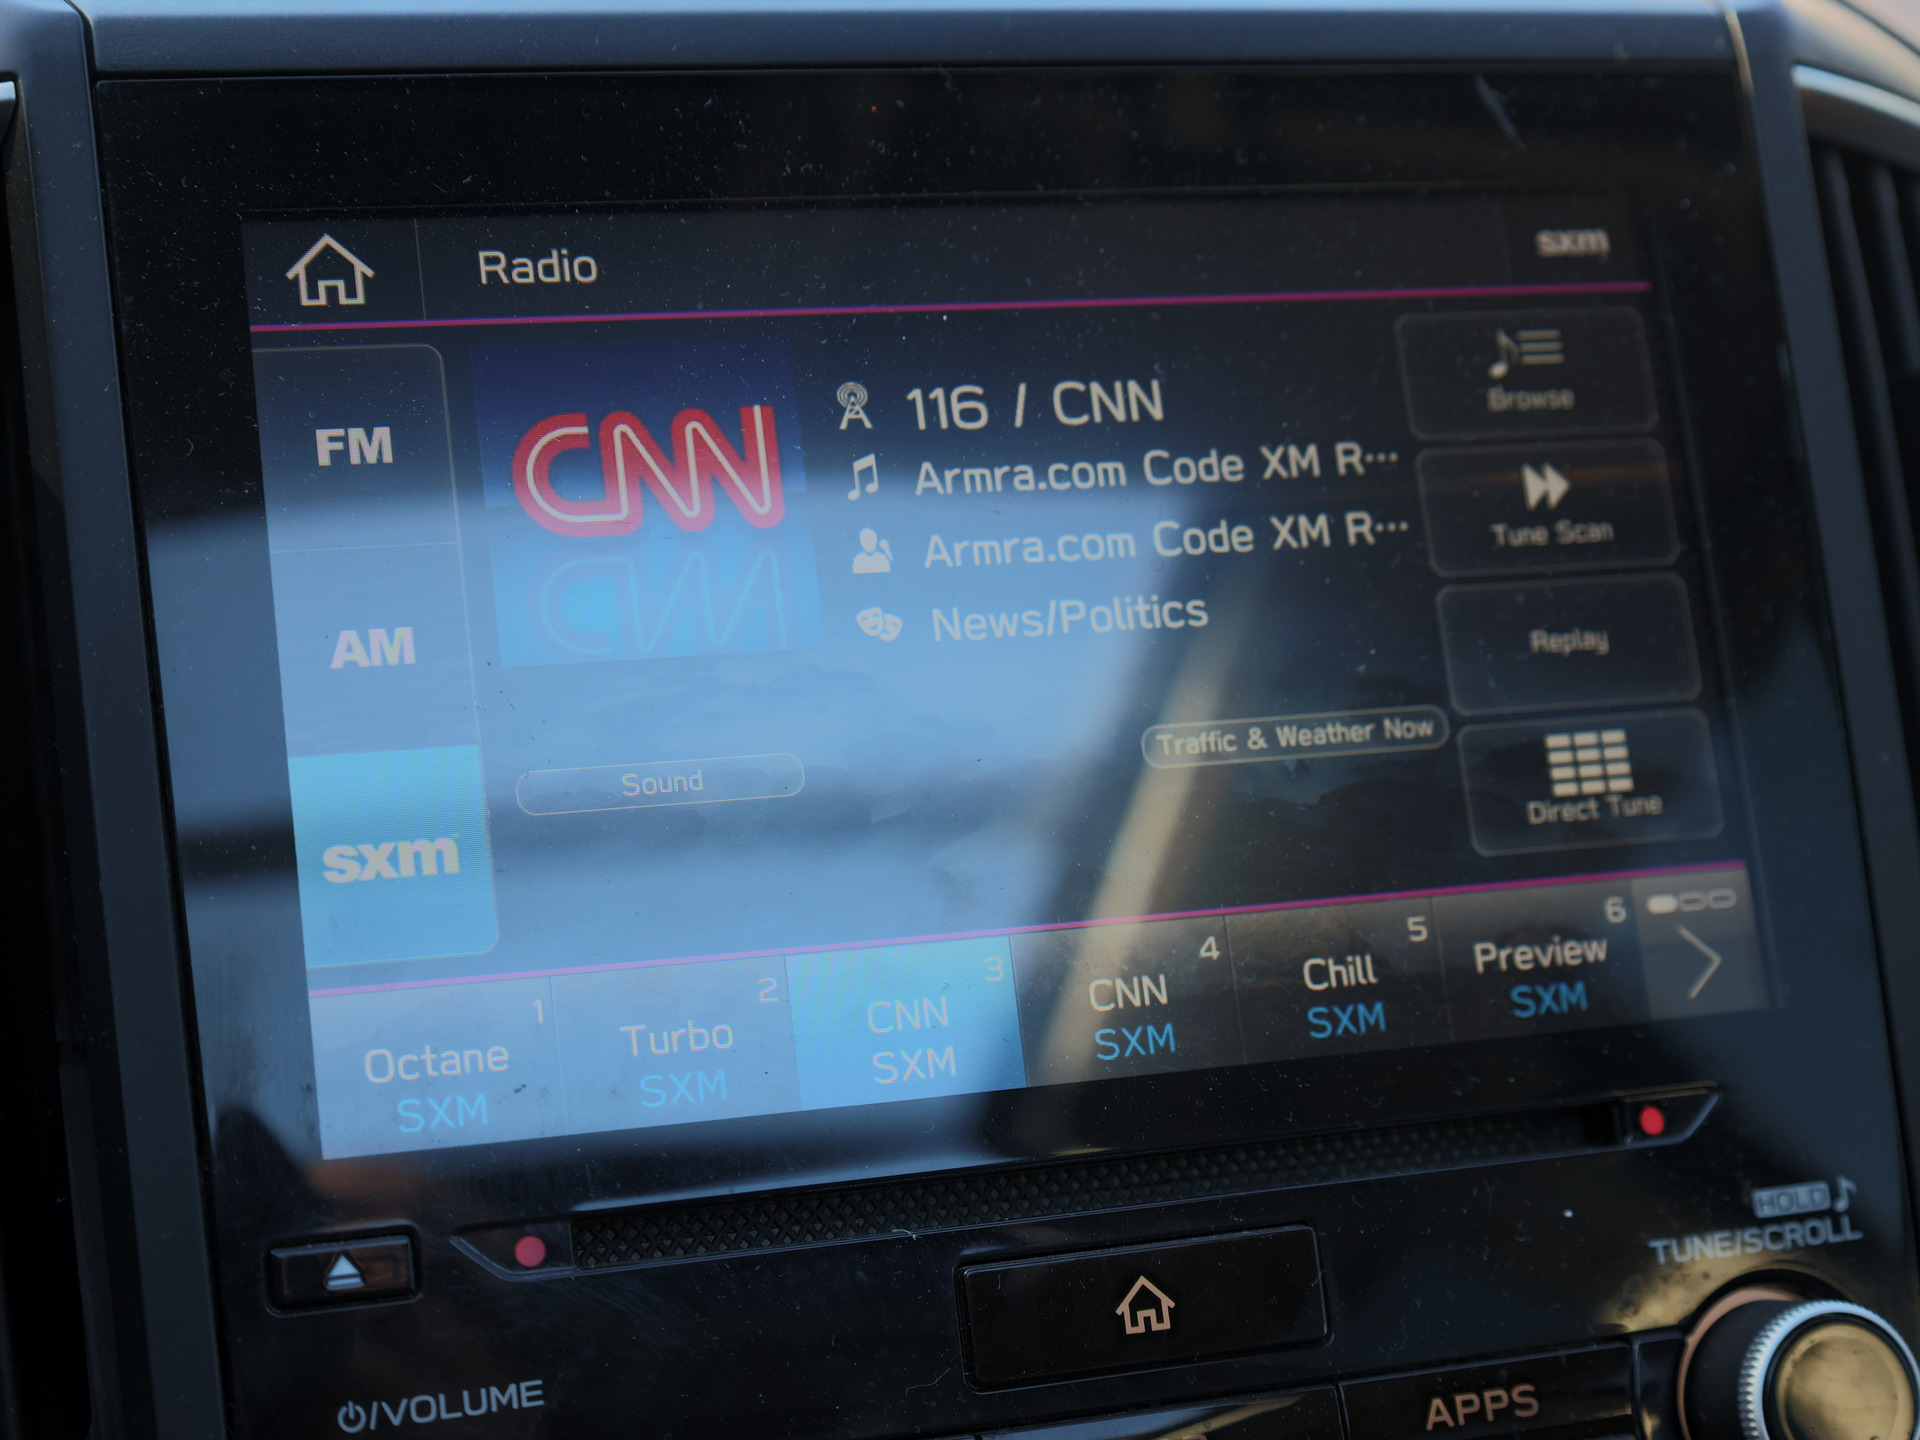 Radio
sxm
FM
AM
sxm
CNN
116 / CNN
Armra.com Code XM R···
Armra.com Code XM R···
News/Politics
Browse
Tune Scan
Replay
Direct Tune
Sound
Traffic & Weather Now
1
Octane
SXM
2
Turbo
SXM
3
CNN
SXM
4
CNN
SXM
5
Chill
SXM
6
Preview
SXM
HOLD
TUNE/SCROLL
/VOLUME
APPS